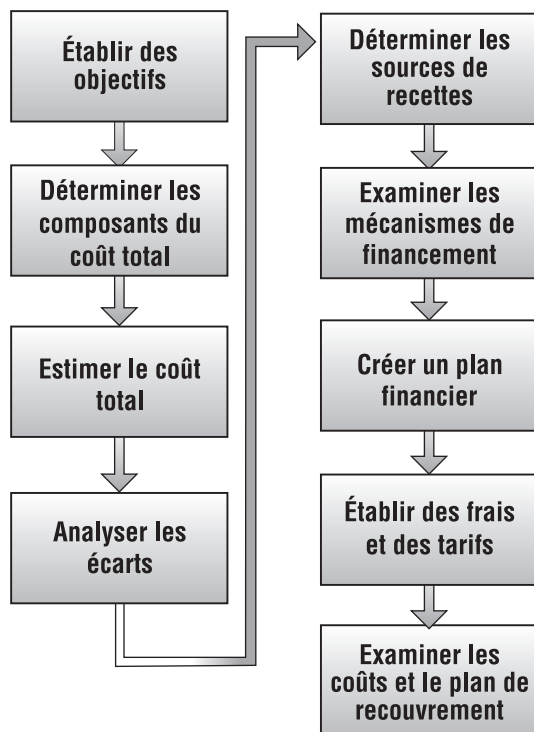 Établir des
objectifs
Déterminer les
composants du
coût total
Estimer le coût
total
Analyser les
écarts
Déterminer les
sources de
recettes
Examiner les
mécanismes de
financement
Créer un plan
financier
Établir des frais
et des tarifs
Examiner les
coûts et le plan de
recouvrement